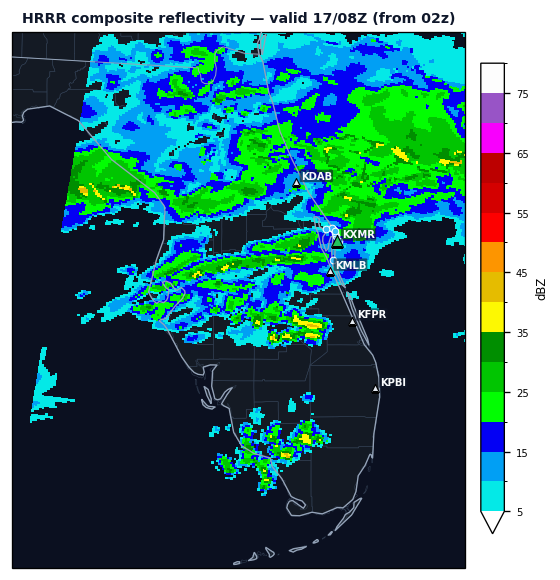 HRRR composite reflectivity — valid 17/08Z (from 02z)
KDAB
KXMR
KMLB
KFPR
KPBI
75
65
55
45
35
25
15
5
dBZ